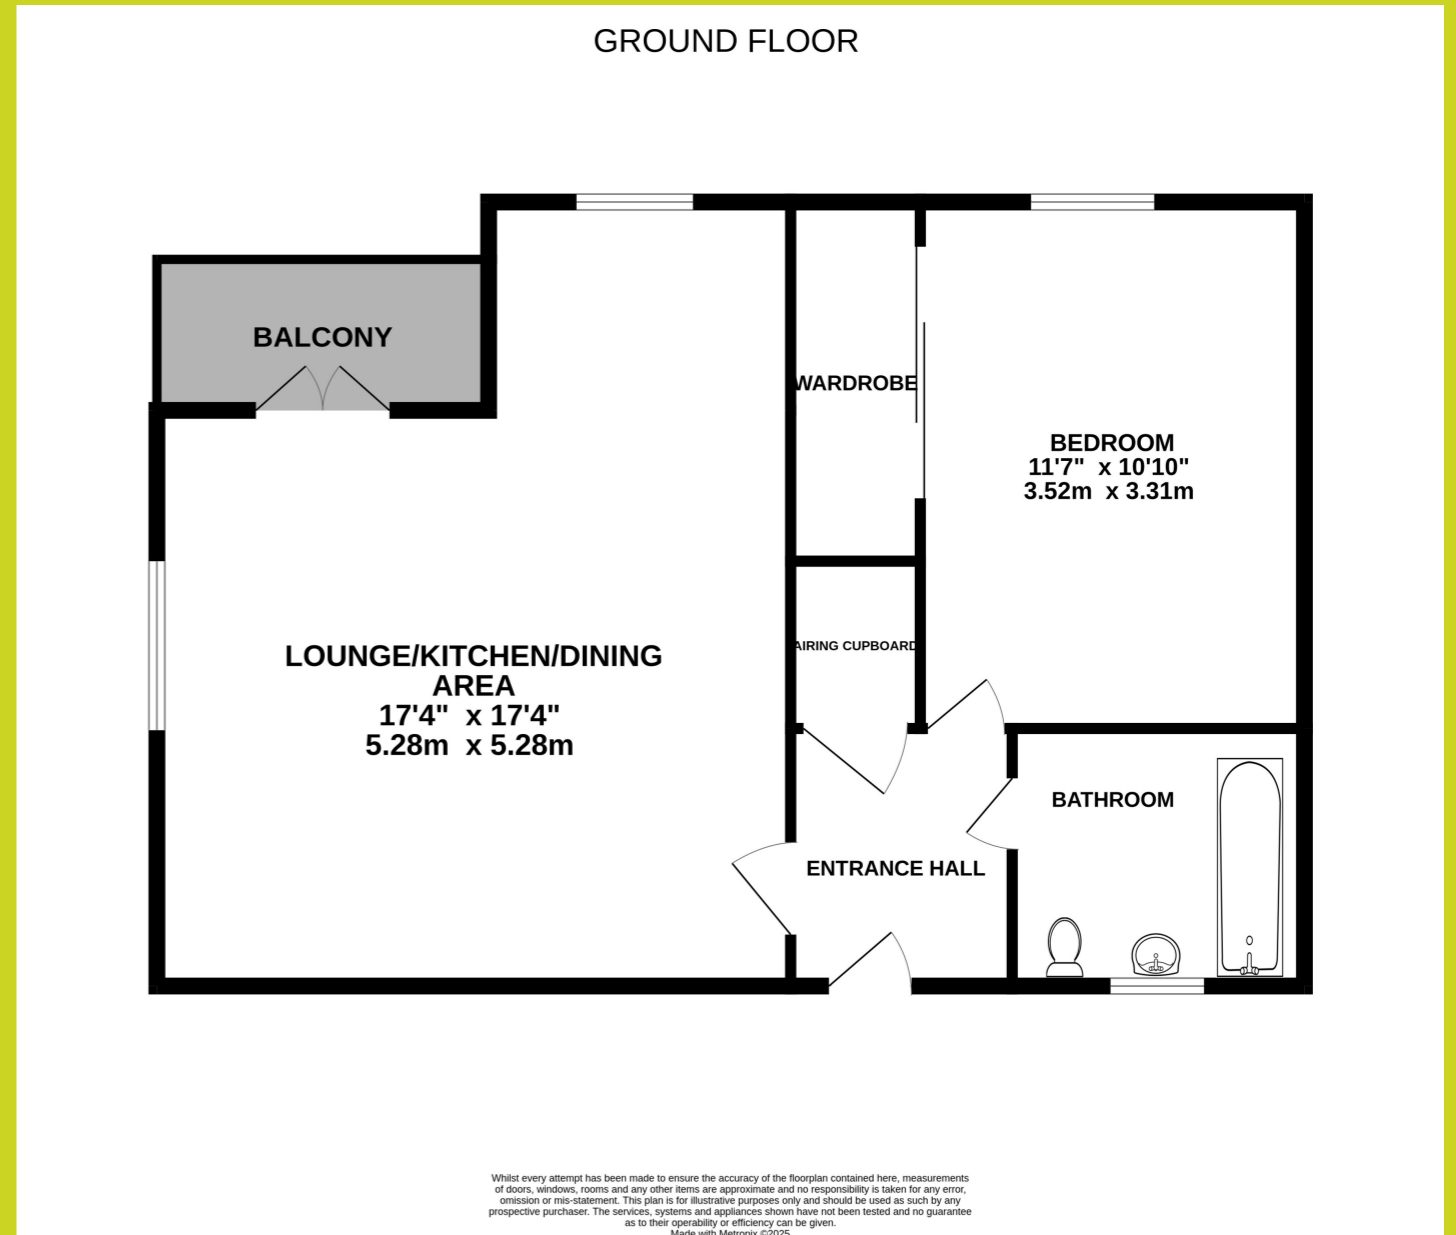 GROUND FLOOR
BALCONY
WARDROBE
BEDROOM
11'7" x 10'10"
3.52m x 3.31m
AIRING CUPBOARD
LOUNGE/KITCHEN/DINING
AREA
17'4" x 17'4"
5.28m x 5.28m
BATHROOM
ENTRANCE HALL
Whilst every attempt has been made to ensure the accuracy of the floorplan contained here, measurements
of doors, windows, rooms and any other items are approximate and no responsibility is taken for any error,
omission or mis-statement. This plan is for illustrative purposes only and should be used as such by any
prospective purchaser. The services, systems and appliances shown have not been tested and no guarantee
as to their operability or efficiency can be given.
Made with Metropix ©2025